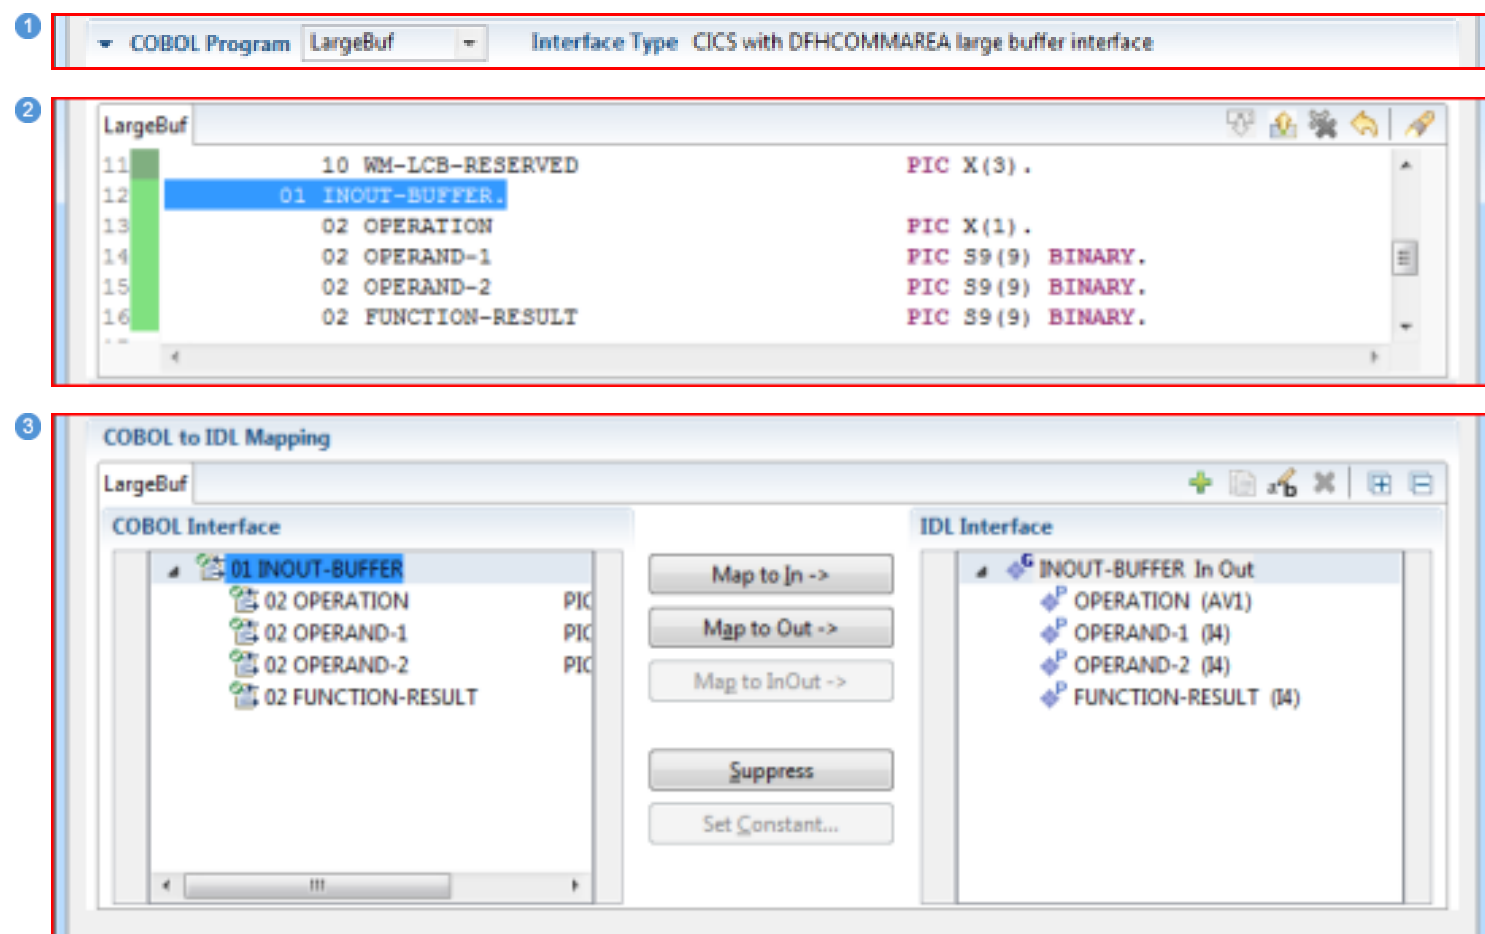 1
COBOL Program LargeBuf Interface Type CICS with DFHCOMMAREA large buffer interface
2
LargeBuf
11 10 WM-LCB-RESERVED PIC X(3).
12 01 INOUT-BUFFER.
13 02 OPERATION PIC X(1).
14 02 OPERAND-1 PIC S9(9) BINARY.
15 02 OPERAND-2 PIC S9(9) BINARY.
16 02 FUNCTION-RESULT PIC S9(9) BINARY.
3
COBOL to IDL Mapping
LargeBuf
COBOL Interface
01 INOUT-BUFFER
02 OPERATION PIC
02 OPERAND-1 PIC
02 OPERAND-2 PIC
02 FUNCTION-RESULT
Map to In ->
Map to Out ->
Map to InOut ->
Suppress
Set Constant...
IDL Interface
INOUT-BUFFER In Out
OPERATION (AV1)
OPERAND-1 (I4)
OPERAND-2 (I4)
FUNCTION-RESULT (I4)